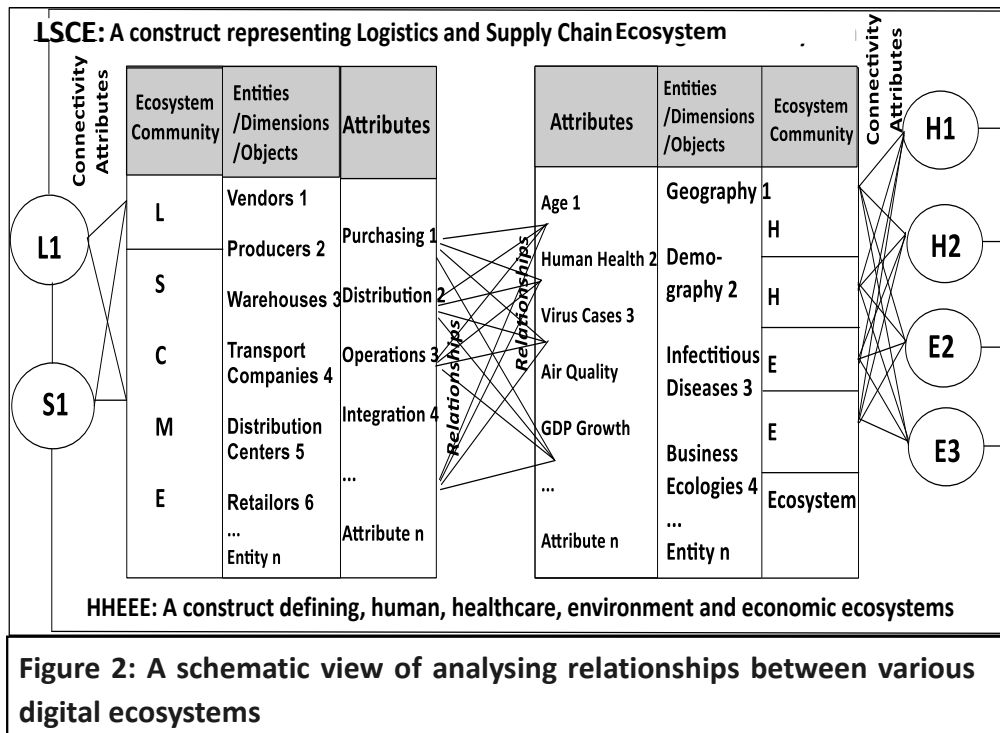 LSCE: A construct representing Logistics and Supply Chain Ecosystem
Connectivity
Attributes
L1
S1
Ecosystem
Community
L
S
C
M
E
Entities
/Dimensions
/Objects
Vendors 1
Producers 2
Warehouses 3
Transport
Companies 4
Distribution
Centers 5
Retailors 6
...
Entity n
Attributes
Purchasing 1
Distribution 2
Operations 3
Integration 4
...
Attribute n
Relationships
Relationships
Attributes
Age 1
Human Health 2
Virus Cases 3
Air Quality
GDP Growth
...
Attribute n
Entities
/Dimensions
/Objects
Geography 1
Demo-
graphy 2
Infectitious
Diseases 3
Business
Ecologies 4
...
Entity n
Ecosystem
Community
H
H
E
E
Ecosystem
Connectivity
Attributes
H1
H2
E2
E3
HHEEE: A construct defining, human, healthcare, environment and economic ecosystems
Figure 2: A schematic view of analysing relationships between various
digital ecosystems